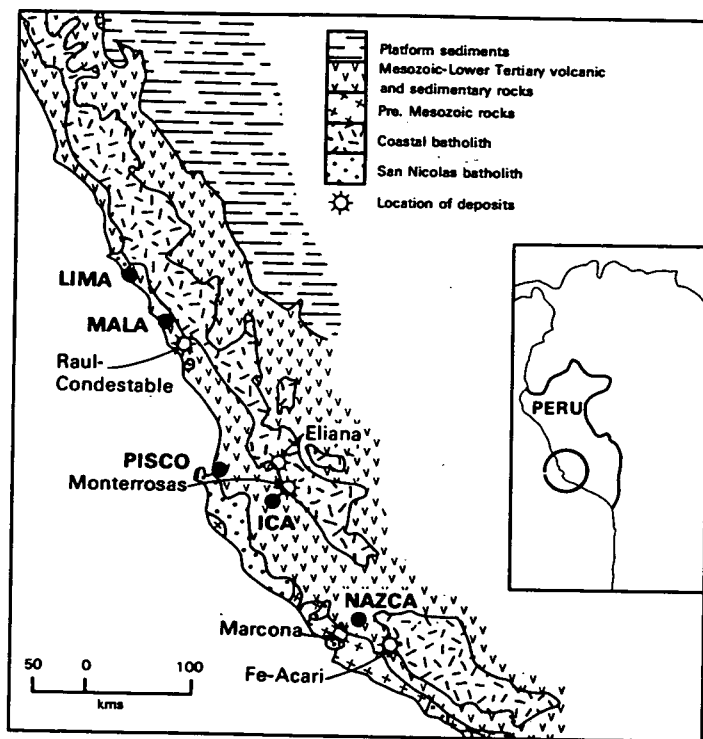 Platform sediments
Mesozoic-Lower Tertiary volcanic
and sedimentary rocks
Pre. Mesozoic rocks
Coastal batholith
San Nicolas batholith
Location of deposits
LIMA
MALA
Raul-
Condestable
PERU
Eliana
PISCO
Monterrosas
ICA
NAZCA
Marcona
Fe-Acari
50 0 100
kms